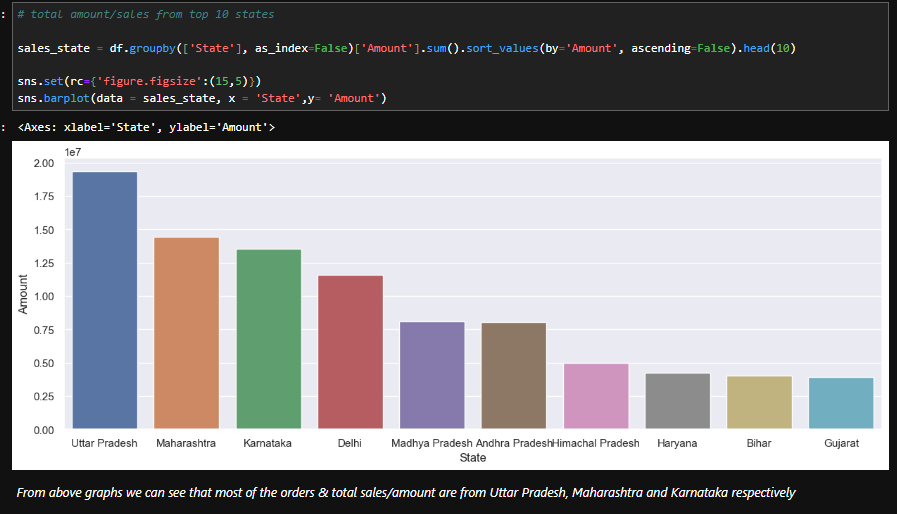 # total amount/sales from top 10 states
sales_state = df.groupby(['State'], as_index=False)['Amount'].sum().sort_values(by='Amount', ascending=False).head(10)
sns.set(rc={'figure.figsize':(15,5)})
sns.barplot(data = sales_state, x = 'State',y= 'Amount')
: <Axes: xlabel='State', ylabel='Amount'>
1e7
2.00
1.75
1.50
1.25
1.00
0.75
0.50
0.25
0.00
Amount
Uttar Pradesh Maharashtra Karnataka Delhi Madhya Pradesh Andhra Pradesh Himachal Pradesh Haryana Bihar Gujarat
State
From above graphs we can see that most of the orders & total sales/amount are from Uttar Pradesh, Maharashtra and Karnataka respectively